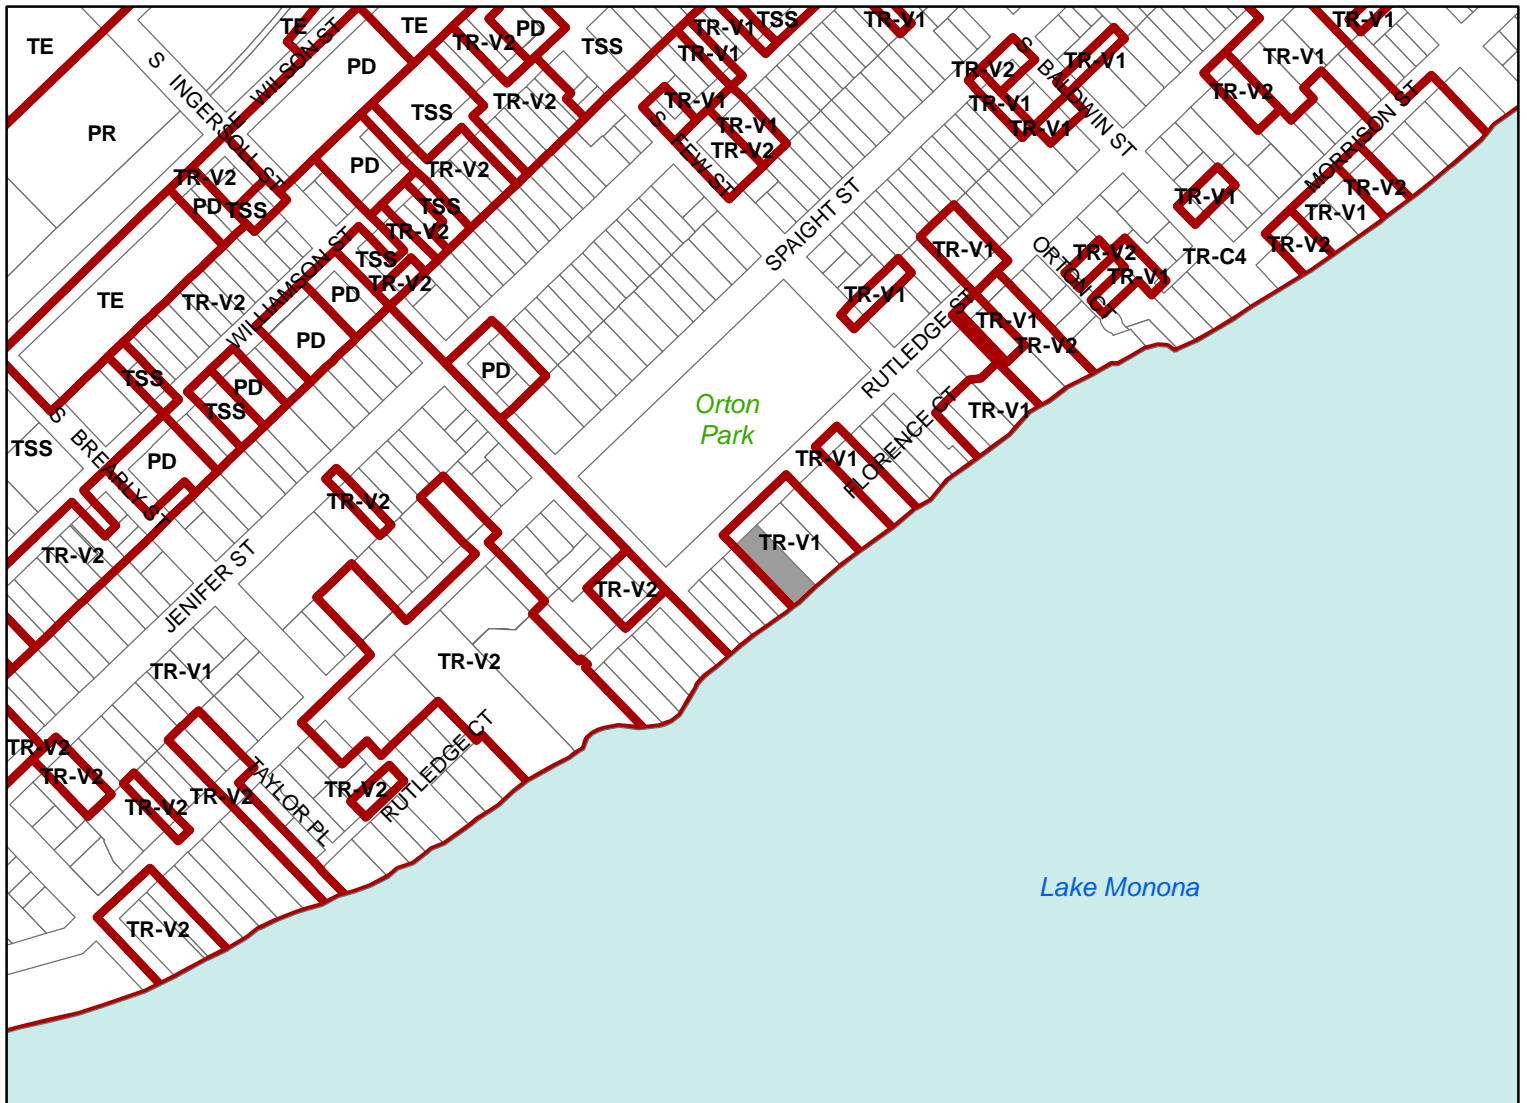 TE
TE
TE
PD
TR-V2
TSS
TR-V1
TSS
TR-V1
TR-V1
S INGERSOLL ST
E WILSON ST
PD
TR-V1
TR-V2
S BALDWIN ST
TR-V1
TR-V1
PR
TSS
TR-V2
TR-V1
TR-V1
TR-V2
TR-V1
TR-V1
TR-V2
MORRISON ST
S FEW ST
TR-V2
PD
TR-V2
PD
TSS
TSS
TR-V2
SPAIGHT ST
TR-V1
TR-V2
TR-V1
TR-V2
WILLIAMSON ST
TSS
TR-V2
TR-V1
ORTON CT
TR-V2
TR-V1
TR-C4
TE
TR-V2
PD
TR-V1
RUTLEDGE ST
TR-V1
TR-V2
PD
TSS
PD
TSS
PD
Orton
Park
TR-V1
FLORENCE CT
S BREARLY ST
TSS
PD
TR-V1
TR-V2
TR-V2
TR-V1
JENIFER ST
TR-V2
TR-V1
TR-V2
TR-V2
TR-V2
TR-V2
TR-V2
TAYLOR PL
TR-V2
RUTLEDGE CT
Lake Monona
TR-V2